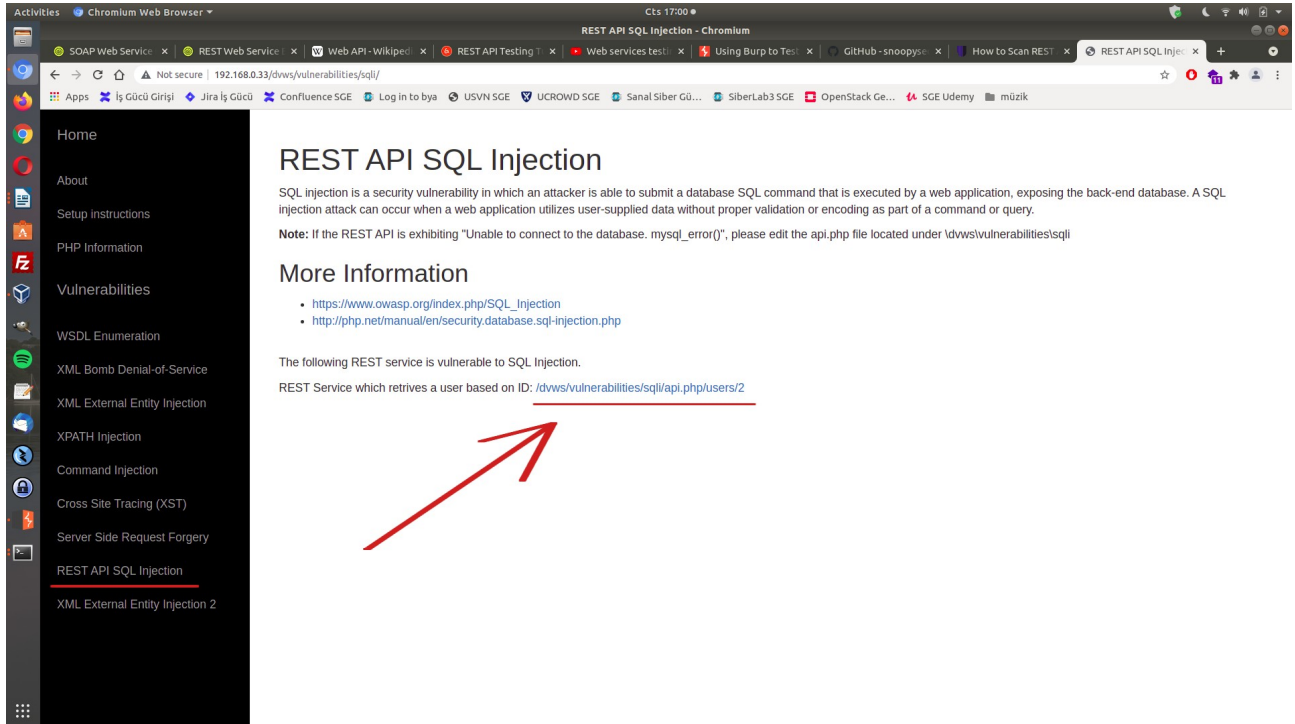 Activities Chromium Web Browser Cts 17:00
REST API SQL Injection - Chromium
SOAP Web Service REST Web Service Web API - Wikiped REST API Testing Web services testi Using Burp to Test GitHub - snoopyse How to Scan REST REST API SQL Injec
Not secure 192.168.0.33/dvws/vulnerabilities/sqli/
Apps İş Gücü Girişi Jira İş Gücü Confluence SGE Log in to bya USVN SGE UCROWD SGE Sanal Siber Gü... SiberLab3 SGE OpenStack Ge... SGE Udemy müzik
Home
About
Setup instructions
PHP Information
Vulnerabilities
WSDL Enumeration
XML Bomb Denial-of-Service
XML External Entity Injection
XPATH Injection
Command Injection
Cross Site Tracing (XST)
Server Side Request Forgery
REST API SQL Injection
XML External Entity Injection 2
REST API SQL Injection
SQL injection is a security vulnerability in which an attacker is able to submit a database SQL command that is executed by a web application, exposing the back-end database. A SQL
injection attack can occur when a web application utilizes user-supplied data without proper validation or encoding as part of a command or query.
Note: If the REST API is exhibiting "Unable to connect to the database. mysql_error()", please edit the api.php file located under \dvws\vulnerabilities\sqli
More Information
https://www.owasp.org/index.php/SQL_Injection
http://php.net/manual/en/security.database.sql-injection.php
The following REST service is vulnerable to SQL Injection.
REST Service which retrives a user based on ID: /dvws/vulnerabilities/sqli/api.php/users/2